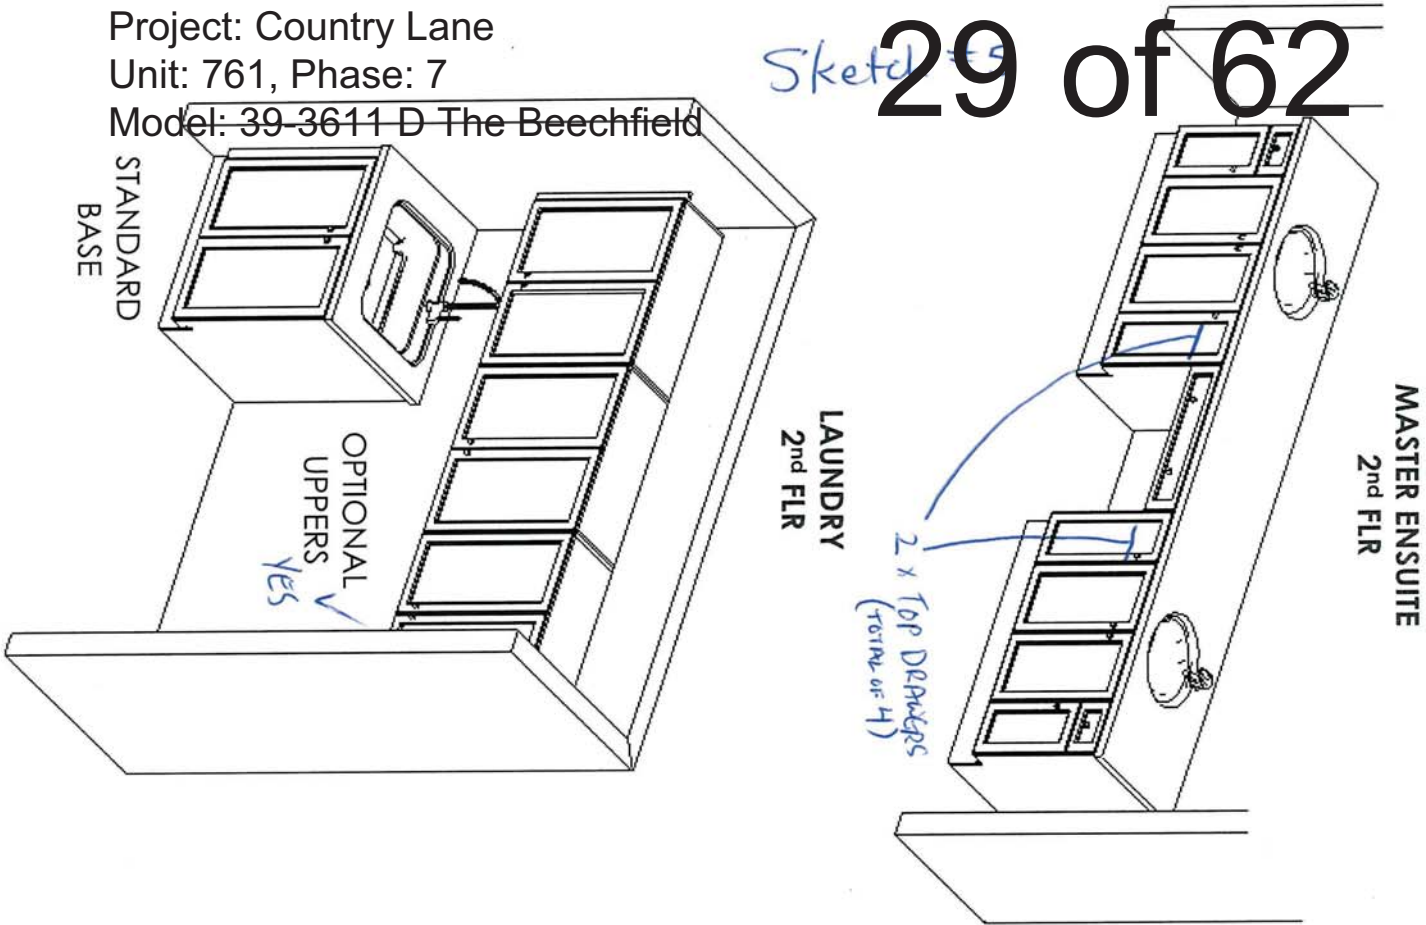 Project: Country Lane
Unit: 761, Phase: 7
Model: 39-3611 D The Beechfield
29 of 62
Sketch #5
MASTER ENSUITE
2nd FLR
2 x TOP DRAWERS
(TOTAL OF 4)
LAUNDRY
2nd FLR
OPTIONAL
UPPERS ✓
YES
STANDARD
BASE